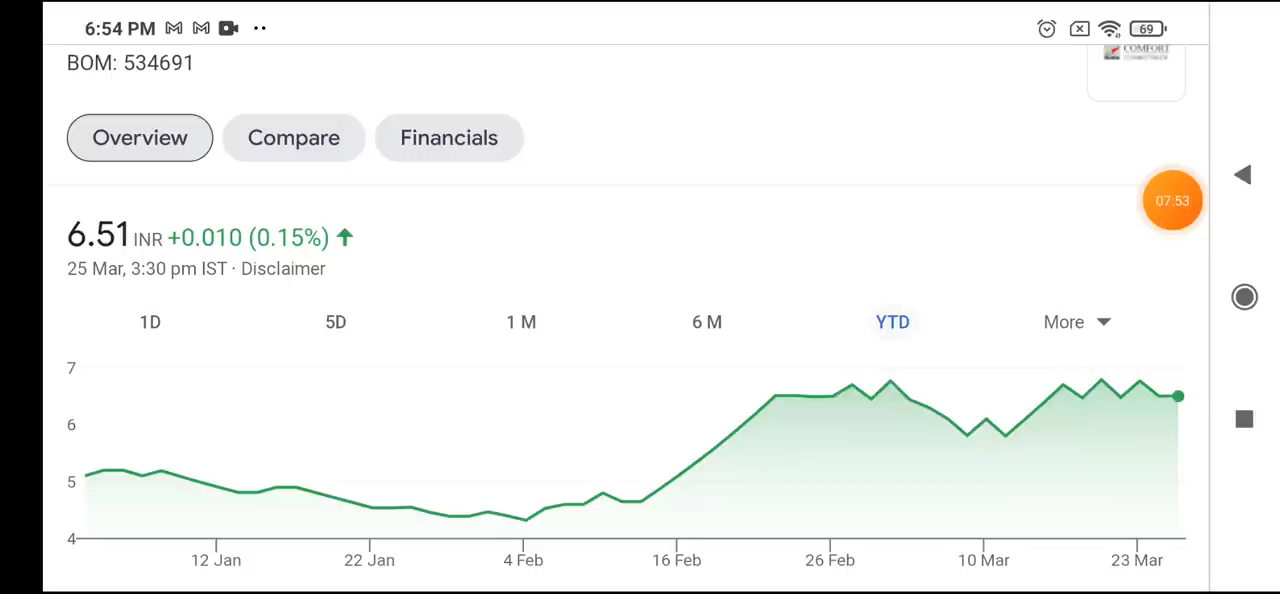 6:54 PM
69
BOM: 534691
COMFORT
Overview Compare Financials
07:53
6.51 INR +0.010 (0.15%)
25 Mar, 3:30 pm IST · Disclaimer
1D 5D 1 M 6 M YTD More
7
6
5
4
12 Jan 22 Jan 4 Feb 16 Feb 26 Feb 10 Mar 23 Mar